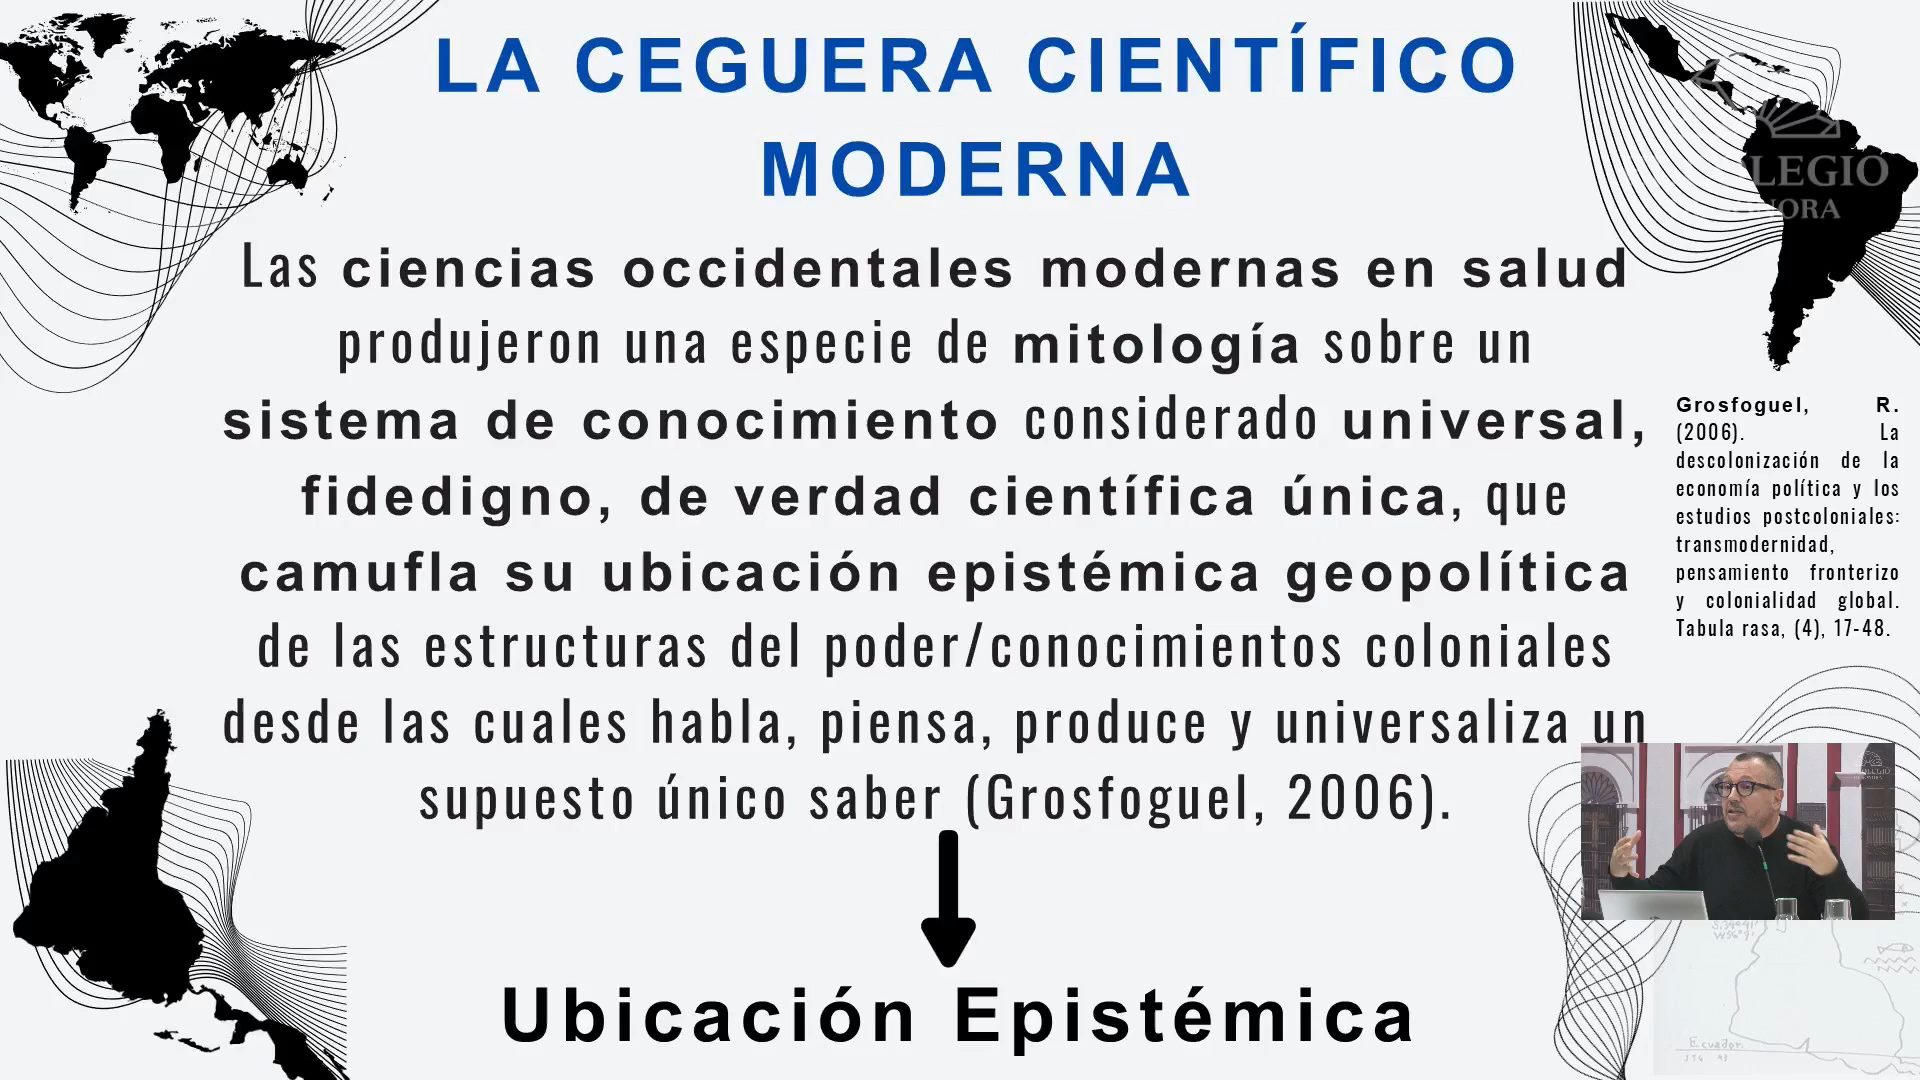 LA CEGUERA CIENTÍFICO
MODERNA
Las ciencias occidentales modernas en salud
produjeron una especie de mitología sobre un
sistema de conocimiento considerado universal,
fidedigno, de verdad científica única, que
camufla su ubicación epistémica geopolítica
de las estructuras del poder/conocimientos coloniales
desde las cuales habla, piensa, produce y universaliza un
supuesto único saber (Grosfoguel, 2006).
Ubicación Epistémica
LEGIO
NORA
Grosfoguel, R.
(2006). La
descolonización de la
economía política y los
estudios postcoloniales:
transmodernidad,
pensamiento fronterizo
y colonialidad global.
Tabula rasa, (4), 17-48.
Ecuador